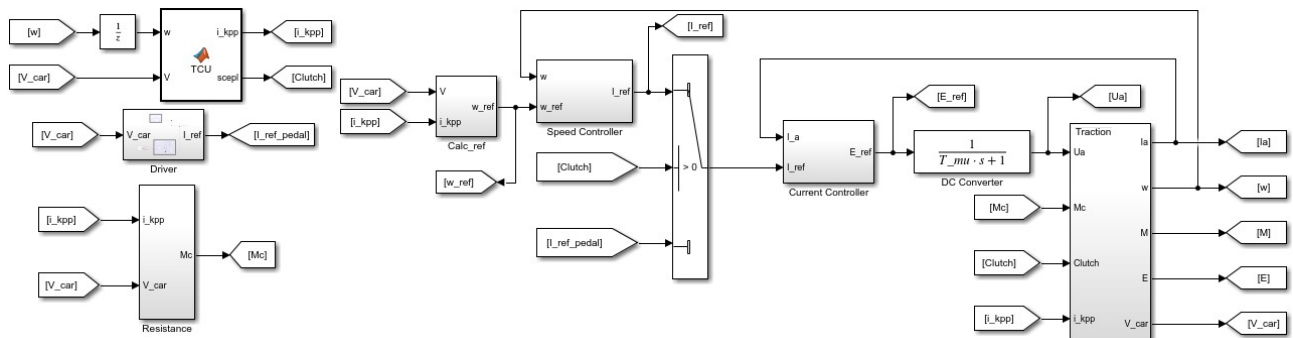 [w]
1
z
w
V
TCU
i_kpp
scepl
[i_kpp]
[V_car]
[Clutch]
[V_car]
V_car
I_ref
[I_ref_pedal]
Driver
[i_kpp]
[V_car]
i_kpp
V_car
Mc
[Mc]
Resistance
[V_car]
[i_kpp]
V
i_kpp
w_ref
Calc_ref
[w_ref]
w
w_ref
I_ref
Speed Controller
[I_ref]
[Clutch]
> 0
[I_ref_pedal]
I_a
I_ref
E_ref
Current Controller
[E_ref]
1
T_mu · s + 1
DC Converter
[Ua]
[Mc]
[Clutch]
[i_kpp]
Traction
Ua
Mc
Clutch
i_kpp
Ia
w
M
E
V_car
[Ia]
[w]
[M]
[E]
[V_car]